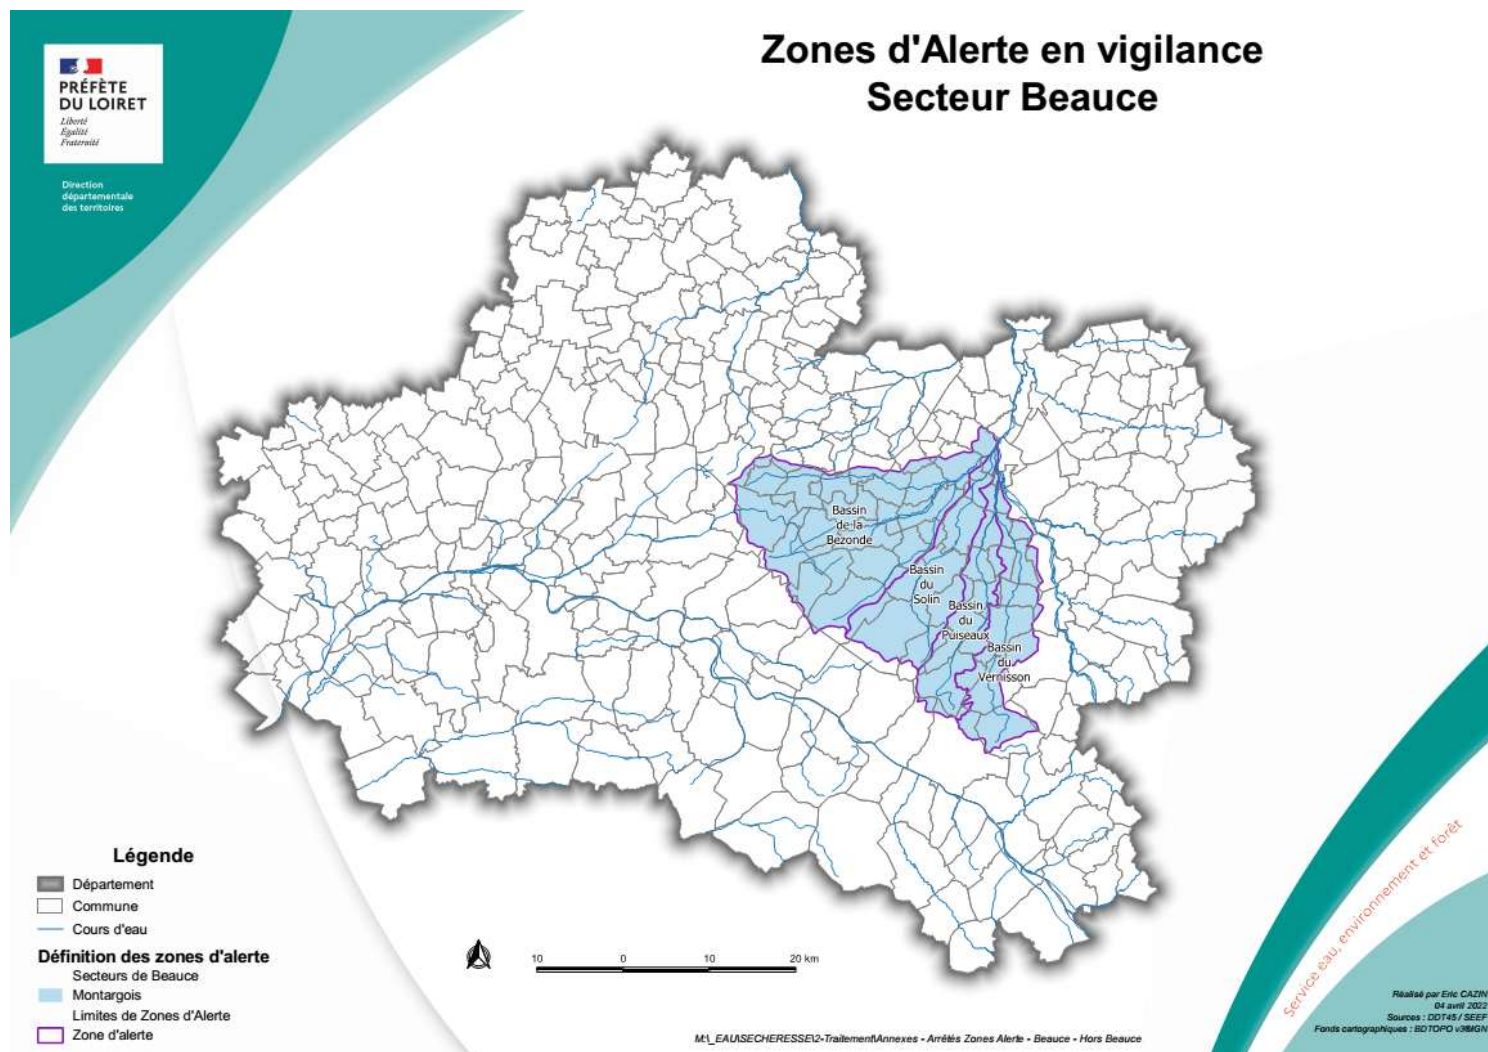 Zones d'Alerte en vigilance
Secteur Beauce
PRÉFÈTE
DU LOIRET
Liberté
Égalité
Fraternité
Direction
départementale
des territoires
Bassin
de la
Bezonde
Bassin
du
Solin
Bassin
du
Puiseaux
Bassin
du
Vernisson
Légende
Département
Commune
Cours d'eau
Définition des zones d'alerte
Secteurs de Beauce
Montargois
Limites de Zones d'Alerte
Zone d'alerte
10 0 10 20 km
Service eau, environnement et forêt
Réalisé par Eric CAZIN
04 avril 2022
Sources : DDT45 / SEEF
Fonds cartographiques : BDTOPO
M:\_EAU\SECHERESSE\2-Traitement\Annexes - Arrêtés Zones Alerte - Beauce - Hors Beauce